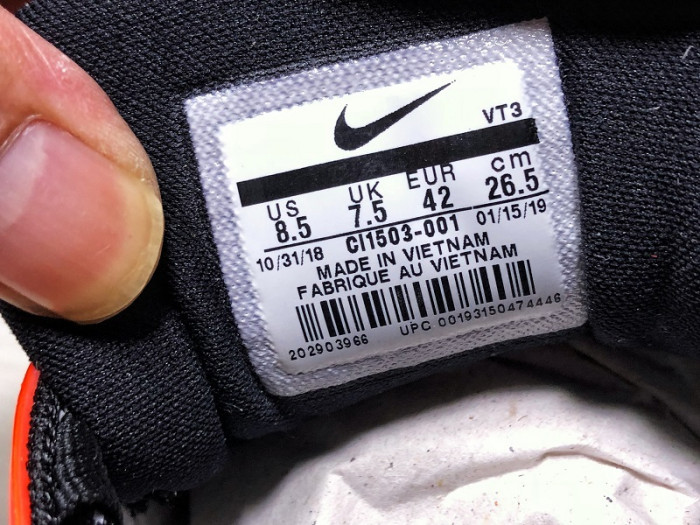 VT3
US UK EUR cm
8.5 7.5 42 26.5
10/31/18 CI1503-001 01/15/19
MADE IN VIETNAM
FABRIQUE AU VIETNAM
202903966 UPC 00193150474446